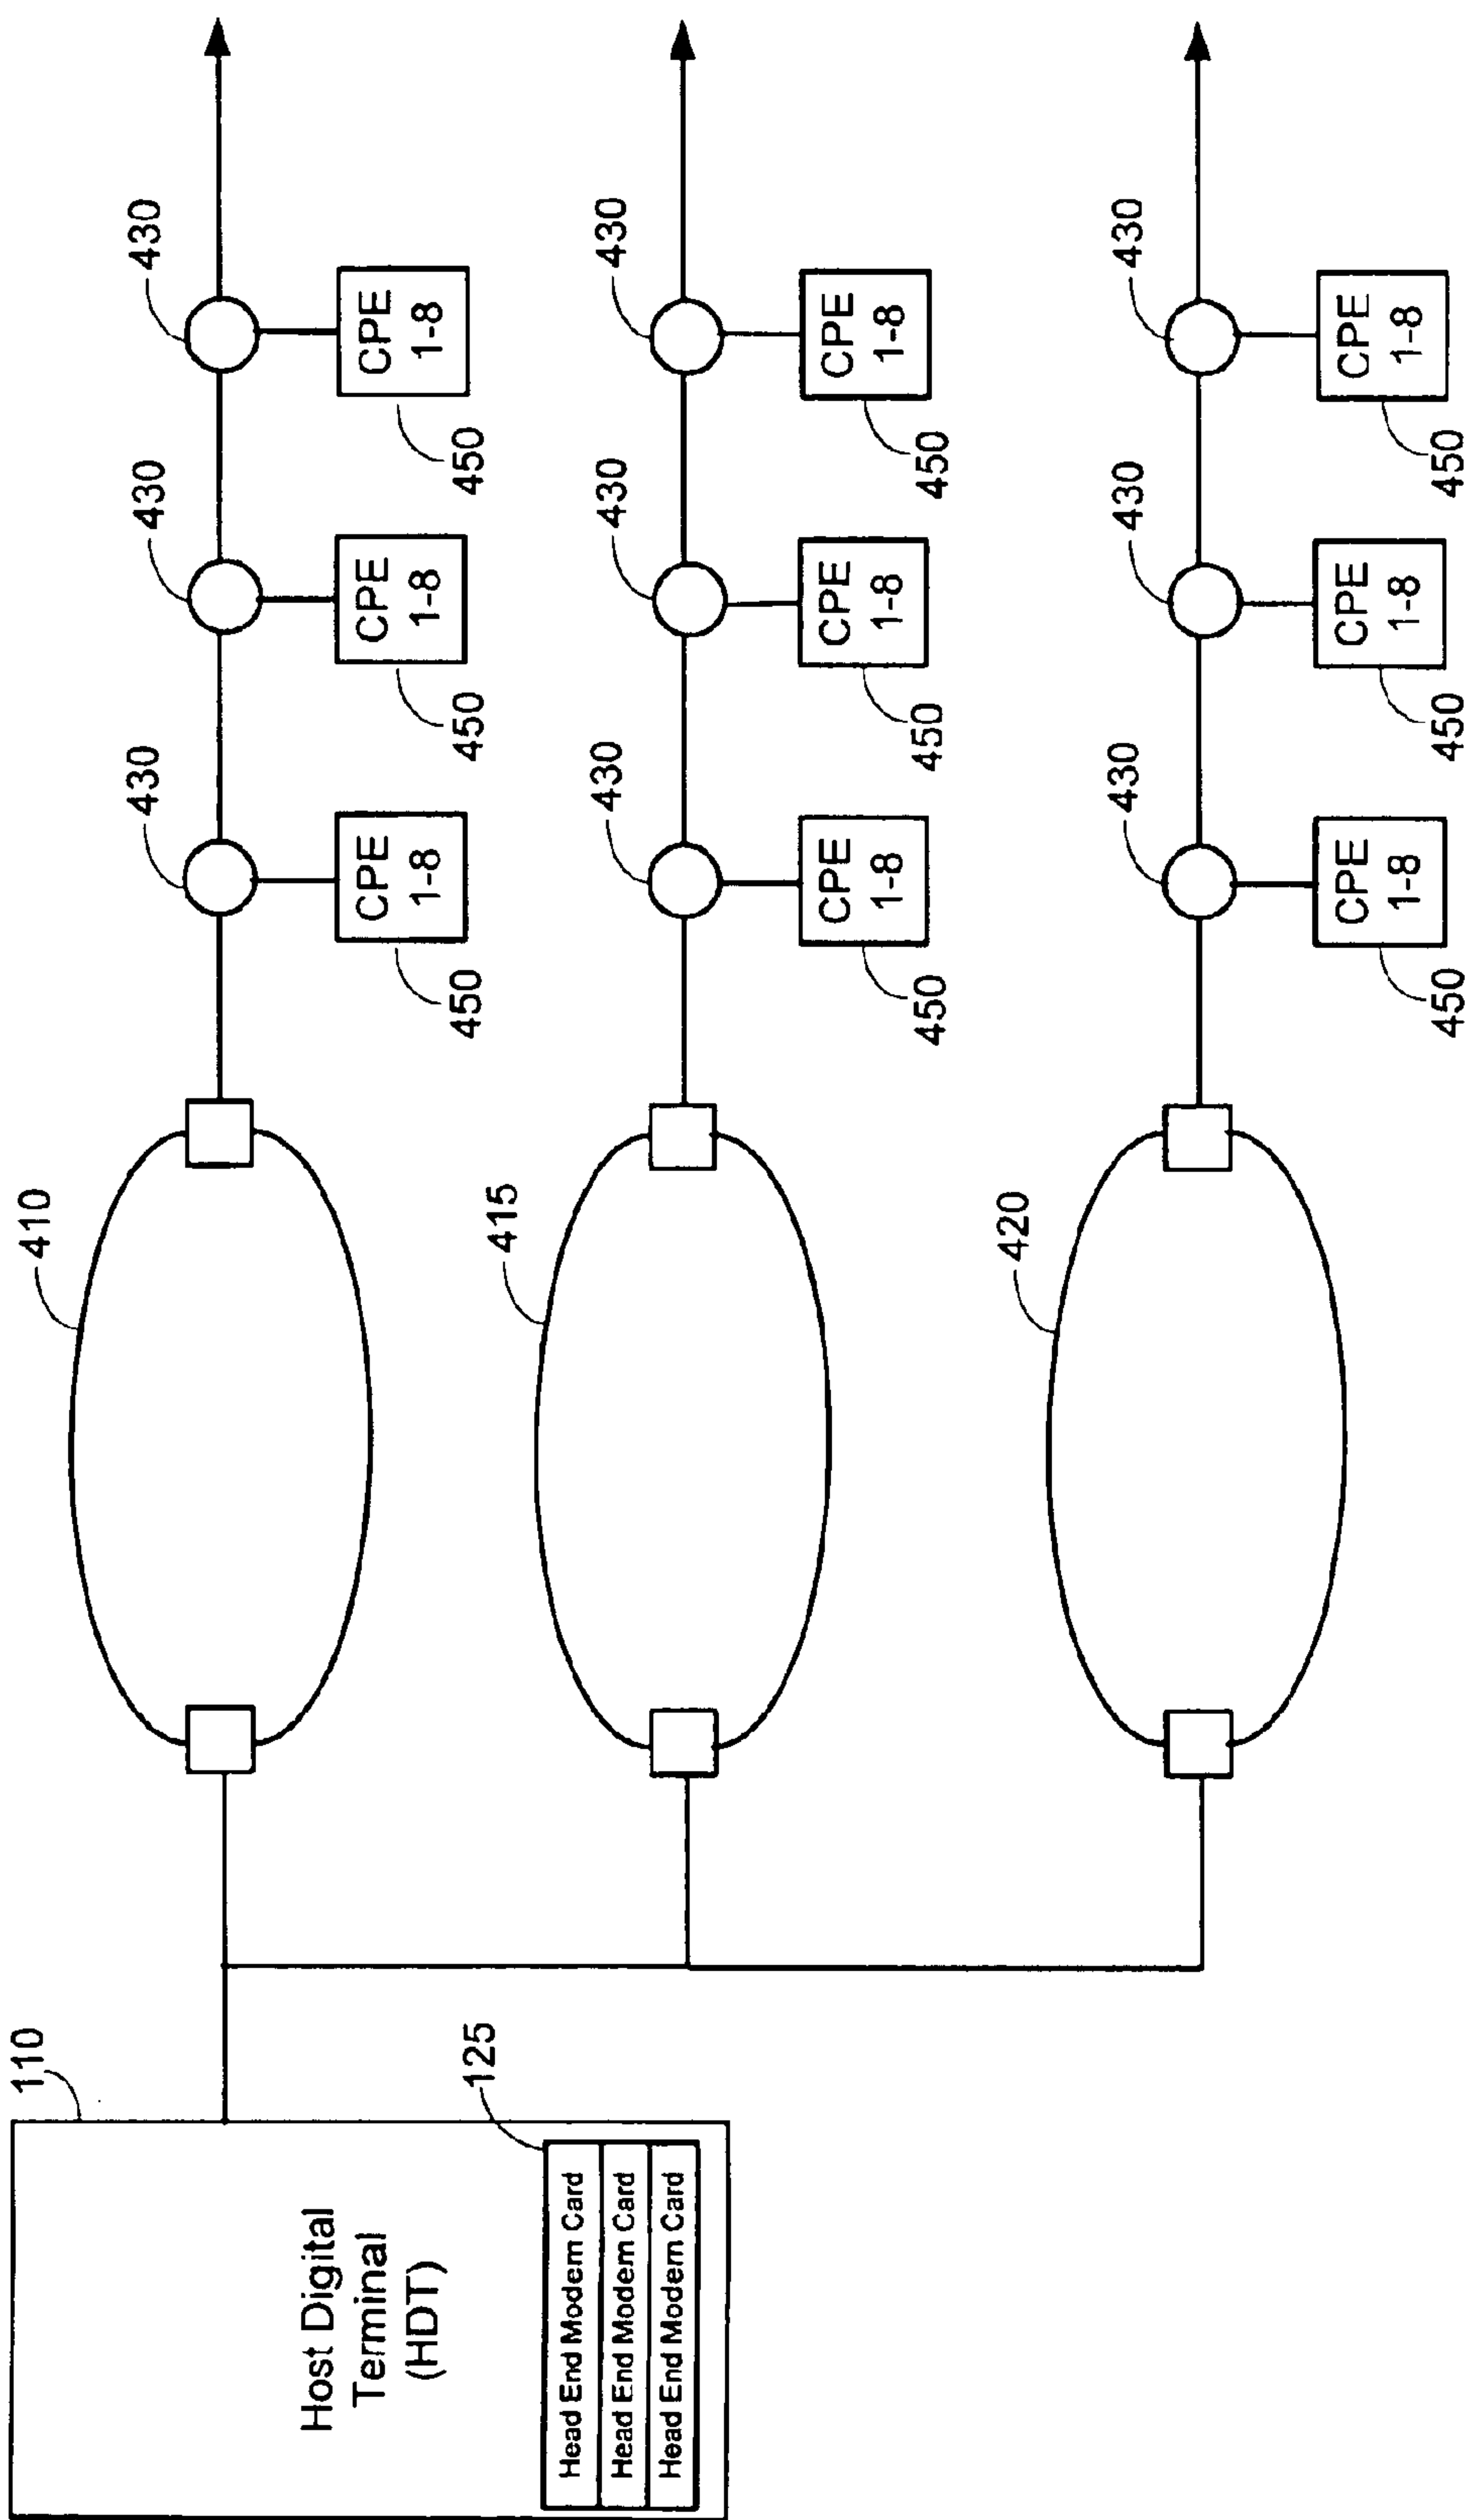 110
Host Digital
Terminal
(HDT)
125
Head End Modem Card
Head End Modem Card
Head End Modem Card
410
430
430
430
CPE
1-8
CPE
1-8
CPE
1-8
450
450
450
415
430
430
430
CPE
1-8
CPE
1-8
CPE
1-8
450
450
450
420
430
430
430
CPE
1-8
CPE
1-8
CPE
1-8
450
450
450